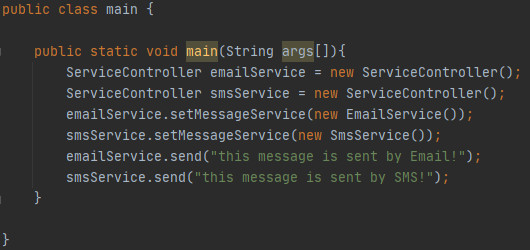 public class main {
public static void main(String args[]){
ServiceController emailService = new ServiceController();
ServiceController smsService = new ServiceController();
emailService.setMessageService(new EmailService());
smsService.setMessageService(new SmsService());
emailService.send("this message is sent by Email!");
smsService.send("this message is sent by SMS!");
}
}